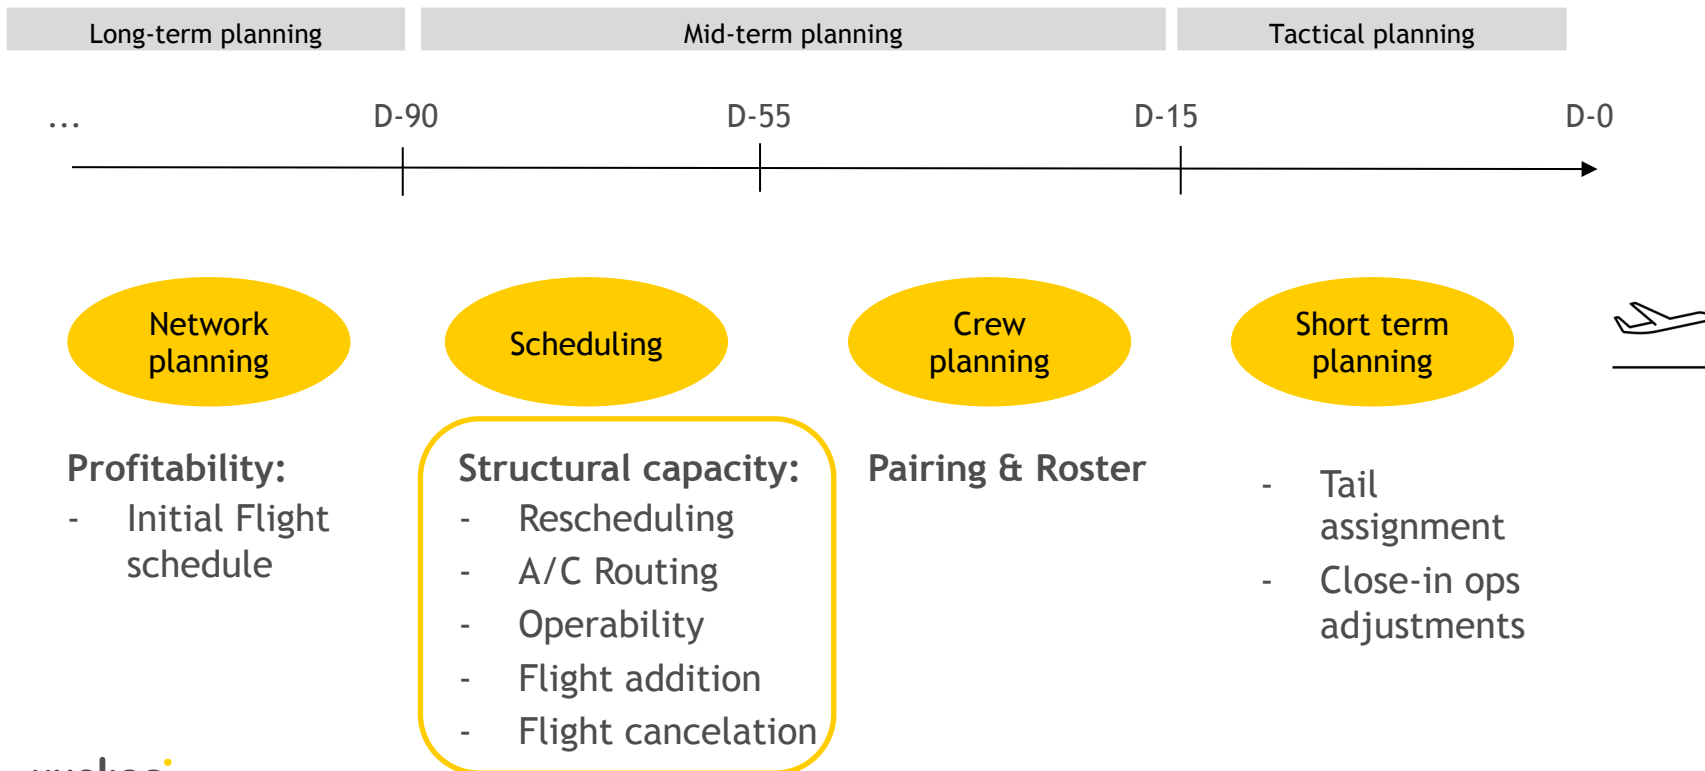 Long-term planning
Mid-term planning
Tactical planning
...
D-90
D-55
D-15
D-0
Network
planning
Scheduling
Crew
planning
Short term
planning
Profitability:
- Initial Flight
schedule
Structural capacity:
- Rescheduling
- A/C Routing
- Operability
- Flight addition
- Flight cancelation
Pairing & Roster
- Tail
assignment
- Close-in ops
adjustments